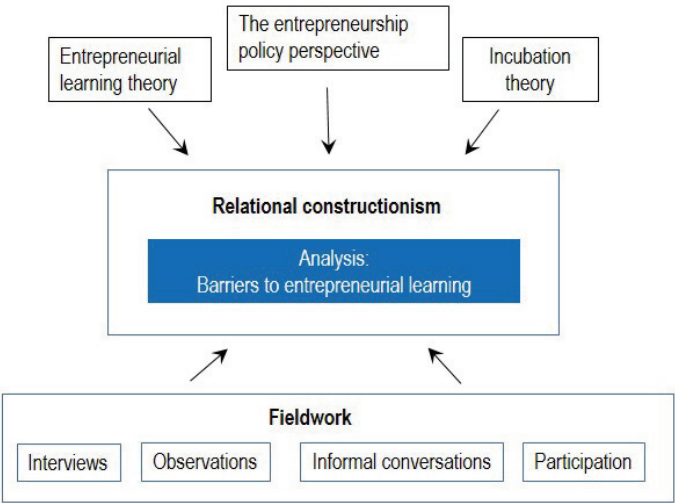 Entrepreneurial
learning theory
The entrepreneurship
policy perspective
Incubation
theory
Relational constructionism
Analysis:
Barriers to entrepreneurial learning
Fieldwork
Interviews
Observations
Informal conversations
Participation